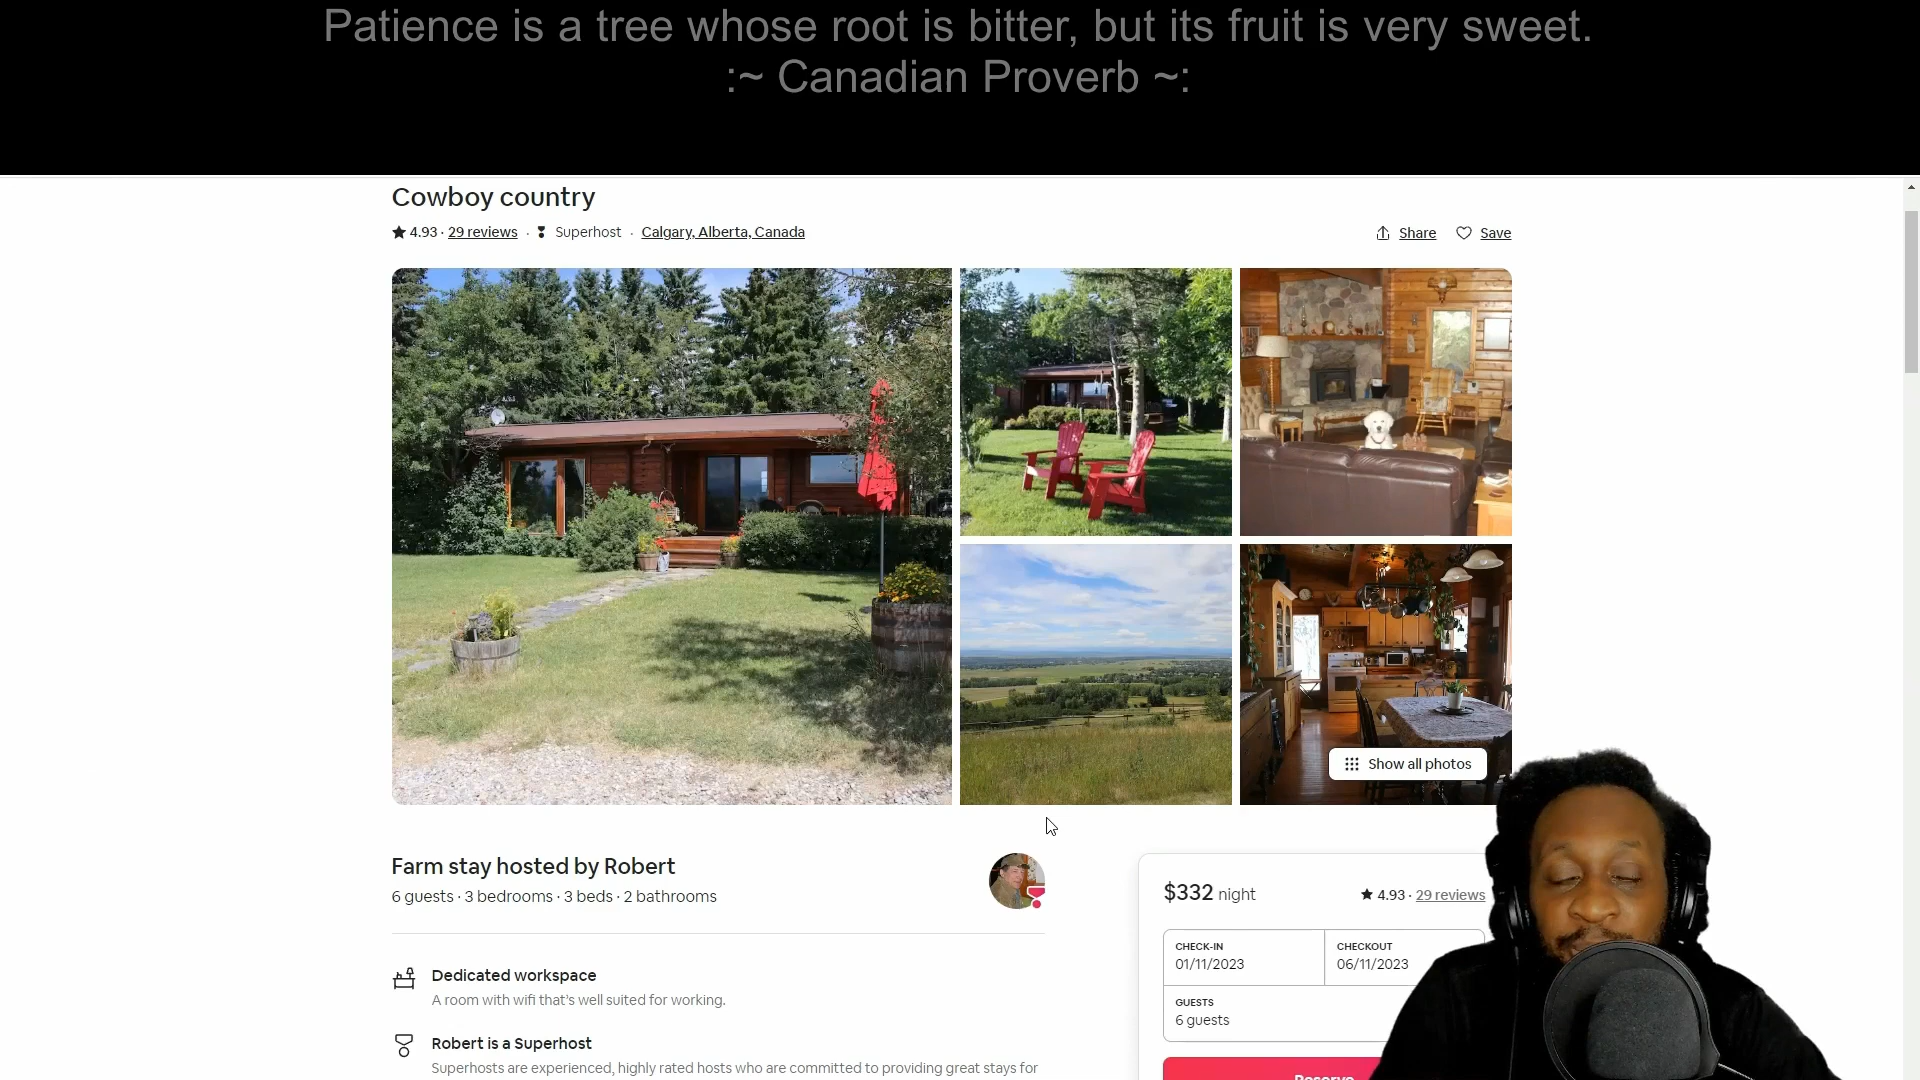 Patience is a tree whose root is bitter, but its fruit is very sweet.
:~ Canadian Proverb ~:
Cowboy country
4.93 · 29 reviews · Superhost · Calgary, Alberta, Canada
Share Save
Show all photos
Farm stay hosted by Robert
6 guests · 3 bedrooms · 3 beds · 2 bathrooms
$332 night
4.93 · 29 reviews
CHECK-IN CHECKOUT
01/11/2023 06/11/2023
GUESTS
6 guests
Reserve
Dedicated workspace
A room with wifi that's well suited for working.
Robert is a Superhost
Superhosts are experienced, highly rated hosts who are committed to providing great stays for